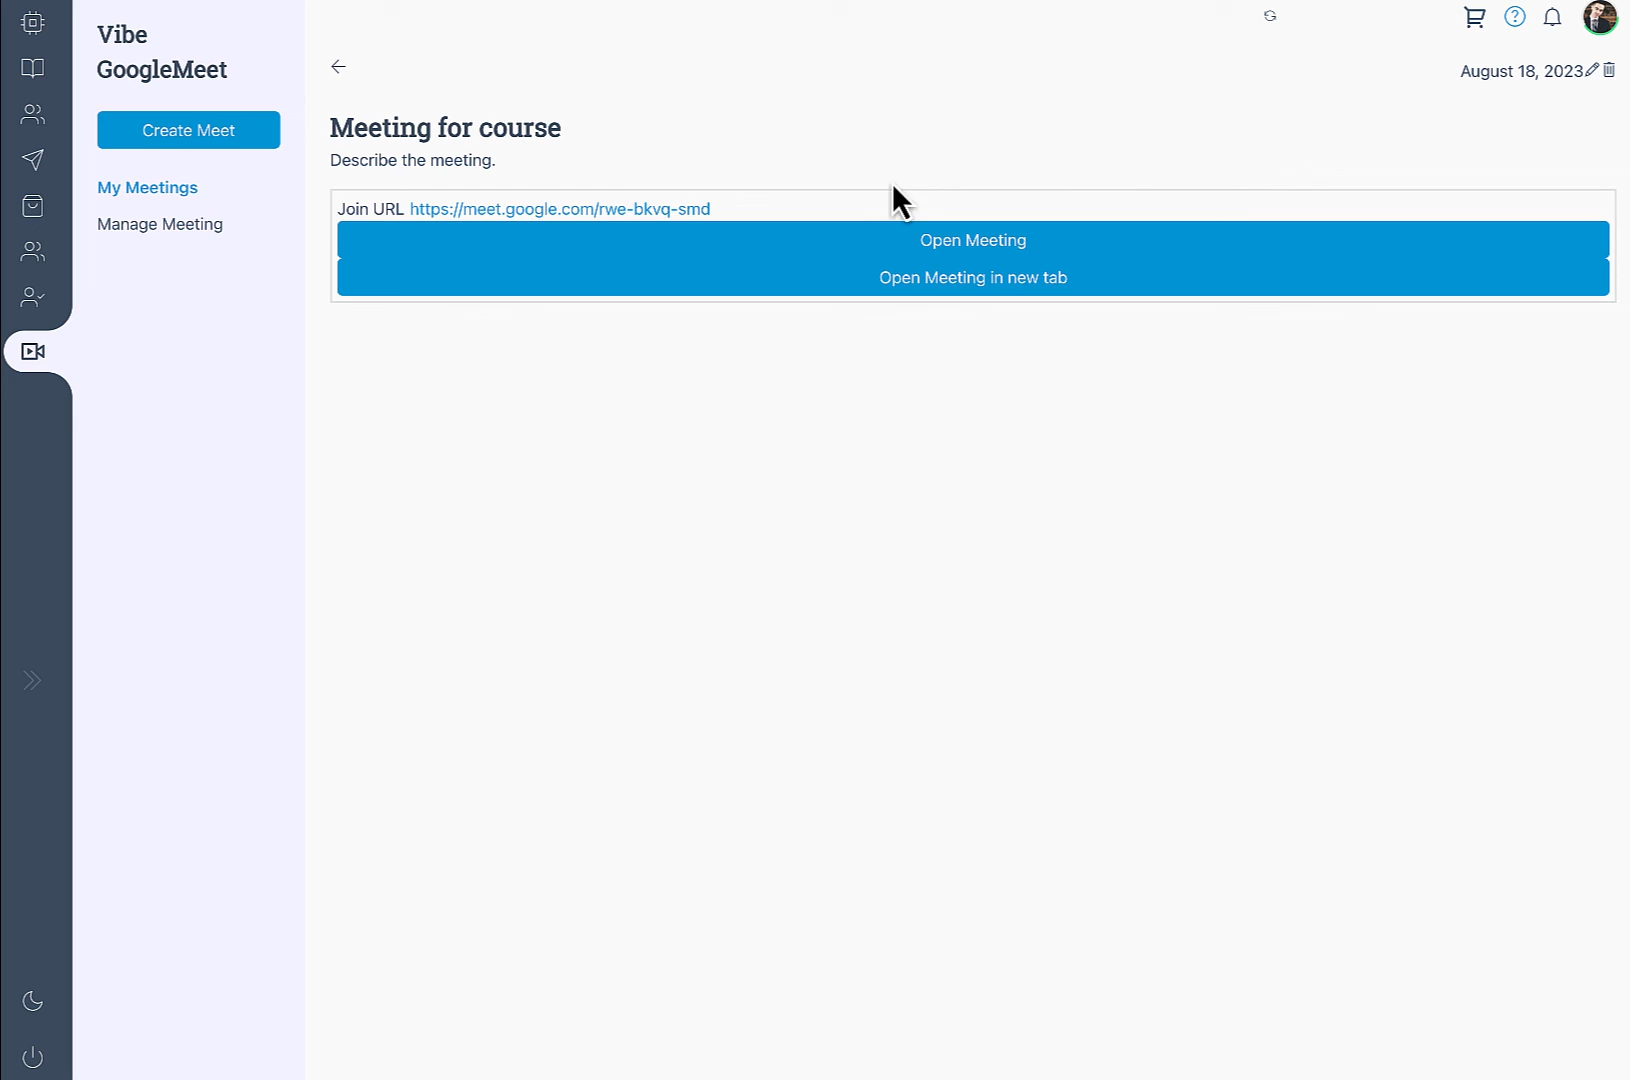 Vibe
GoogleMeet
Create Meet
My Meetings
Manage Meeting
August 18, 2023
Meeting for course
Describe the meeting.
Join URL https://meet.google.com/rwe-bkvq-smd
Open Meeting
Open Meeting in new tab